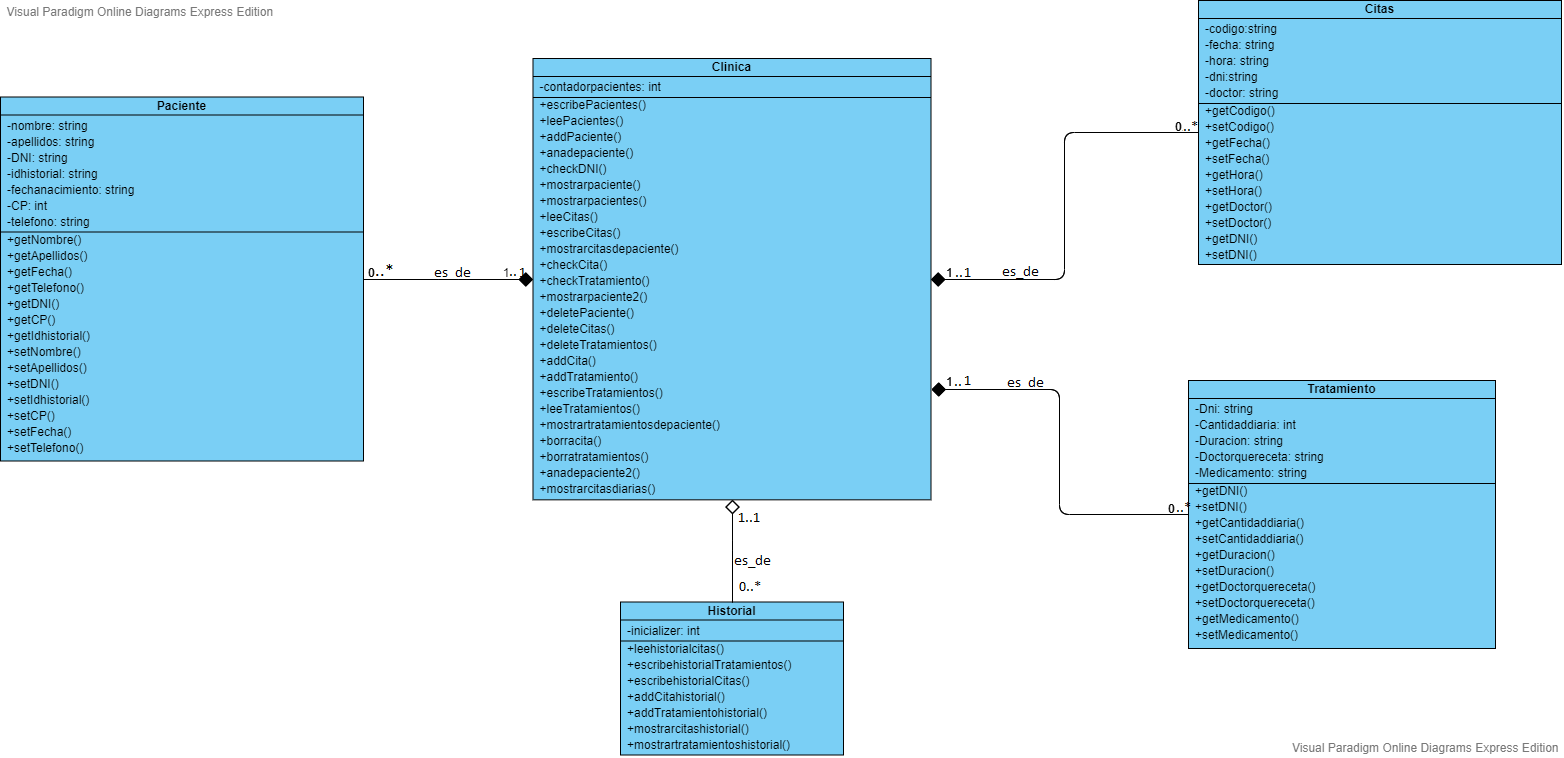 Visual Paradigm Online Diagrams Express Edition
Paciente
-nombre: string
-apellidos: string
-DNI: string
-idhistorial: string
-fechanacimiento: string
-CP: int
-telefono: string
+getNombre()
+getApellidos()
+getFecha()
+getTelefono()
+getDNI()
+getCP()
+getIdhistorial()
+setNombre()
+setApellidos()
+setDNI()
+setIdhistorial()
+setCP()
+setFecha()
+setTelefono()
0..*
es_de
1..1
Clinica
-contadorpacientes: int
+escribePacientes()
+leePacientes()
+addPaciente()
+anadepaciente()
+checkDNI()
+mostrarpaciente()
+mostrarpacientes()
+leeCitas()
+escribeCitas()
+mostrarcitasdepaciente()
+checkCita()
+checkTratamiento()
+mostrarpaciente2()
+deletePaciente()
+deleteCitas()
+deleteTratamientos()
+addCita()
+addTratamiento()
+escribeTratamientos()
+leeTratamientos()
+mostrartratamientosdepaciente()
+borracita()
+borratratamientos()
+anadepaciente2()
+mostrarcitasdiarias()
1..1
es_de
0..*
Citas
-codigo:string
-fecha: string
-hora: string
-dni:string
-doctor: string
+getCodigo()
+setCodigo()
+getFecha()
+setFecha()
+getHora()
+setHora()
+getDoctor()
+setDoctor()
+getDNI()
+setDNI()
1..1
es_de
0..*
Tratamiento
-Dni: string
-Cantidaddiaria: int
-Duracion: string
-Doctorquereceta: string
-Medicamento: string
+getDNI()
+setDNI()
+getCantidaddiaria()
+setCantidaddiaria()
+getDuracion()
+setDuracion()
+getDoctorquereceta()
+setDoctorquereceta()
+getMedicamento()
+setMedicamento()
1..1
es_de
0..*
Historial
-inicializer: int
+leehistorialcitas()
+escribehistorialTratamientos()
+escribehistorialCitas()
+addCitahistorial()
+addTratamientohistorial()
+mostrarcitashistorial()
+mostrartratamientoshistorial()
Visual Paradigm Online Diagrams Express Edition